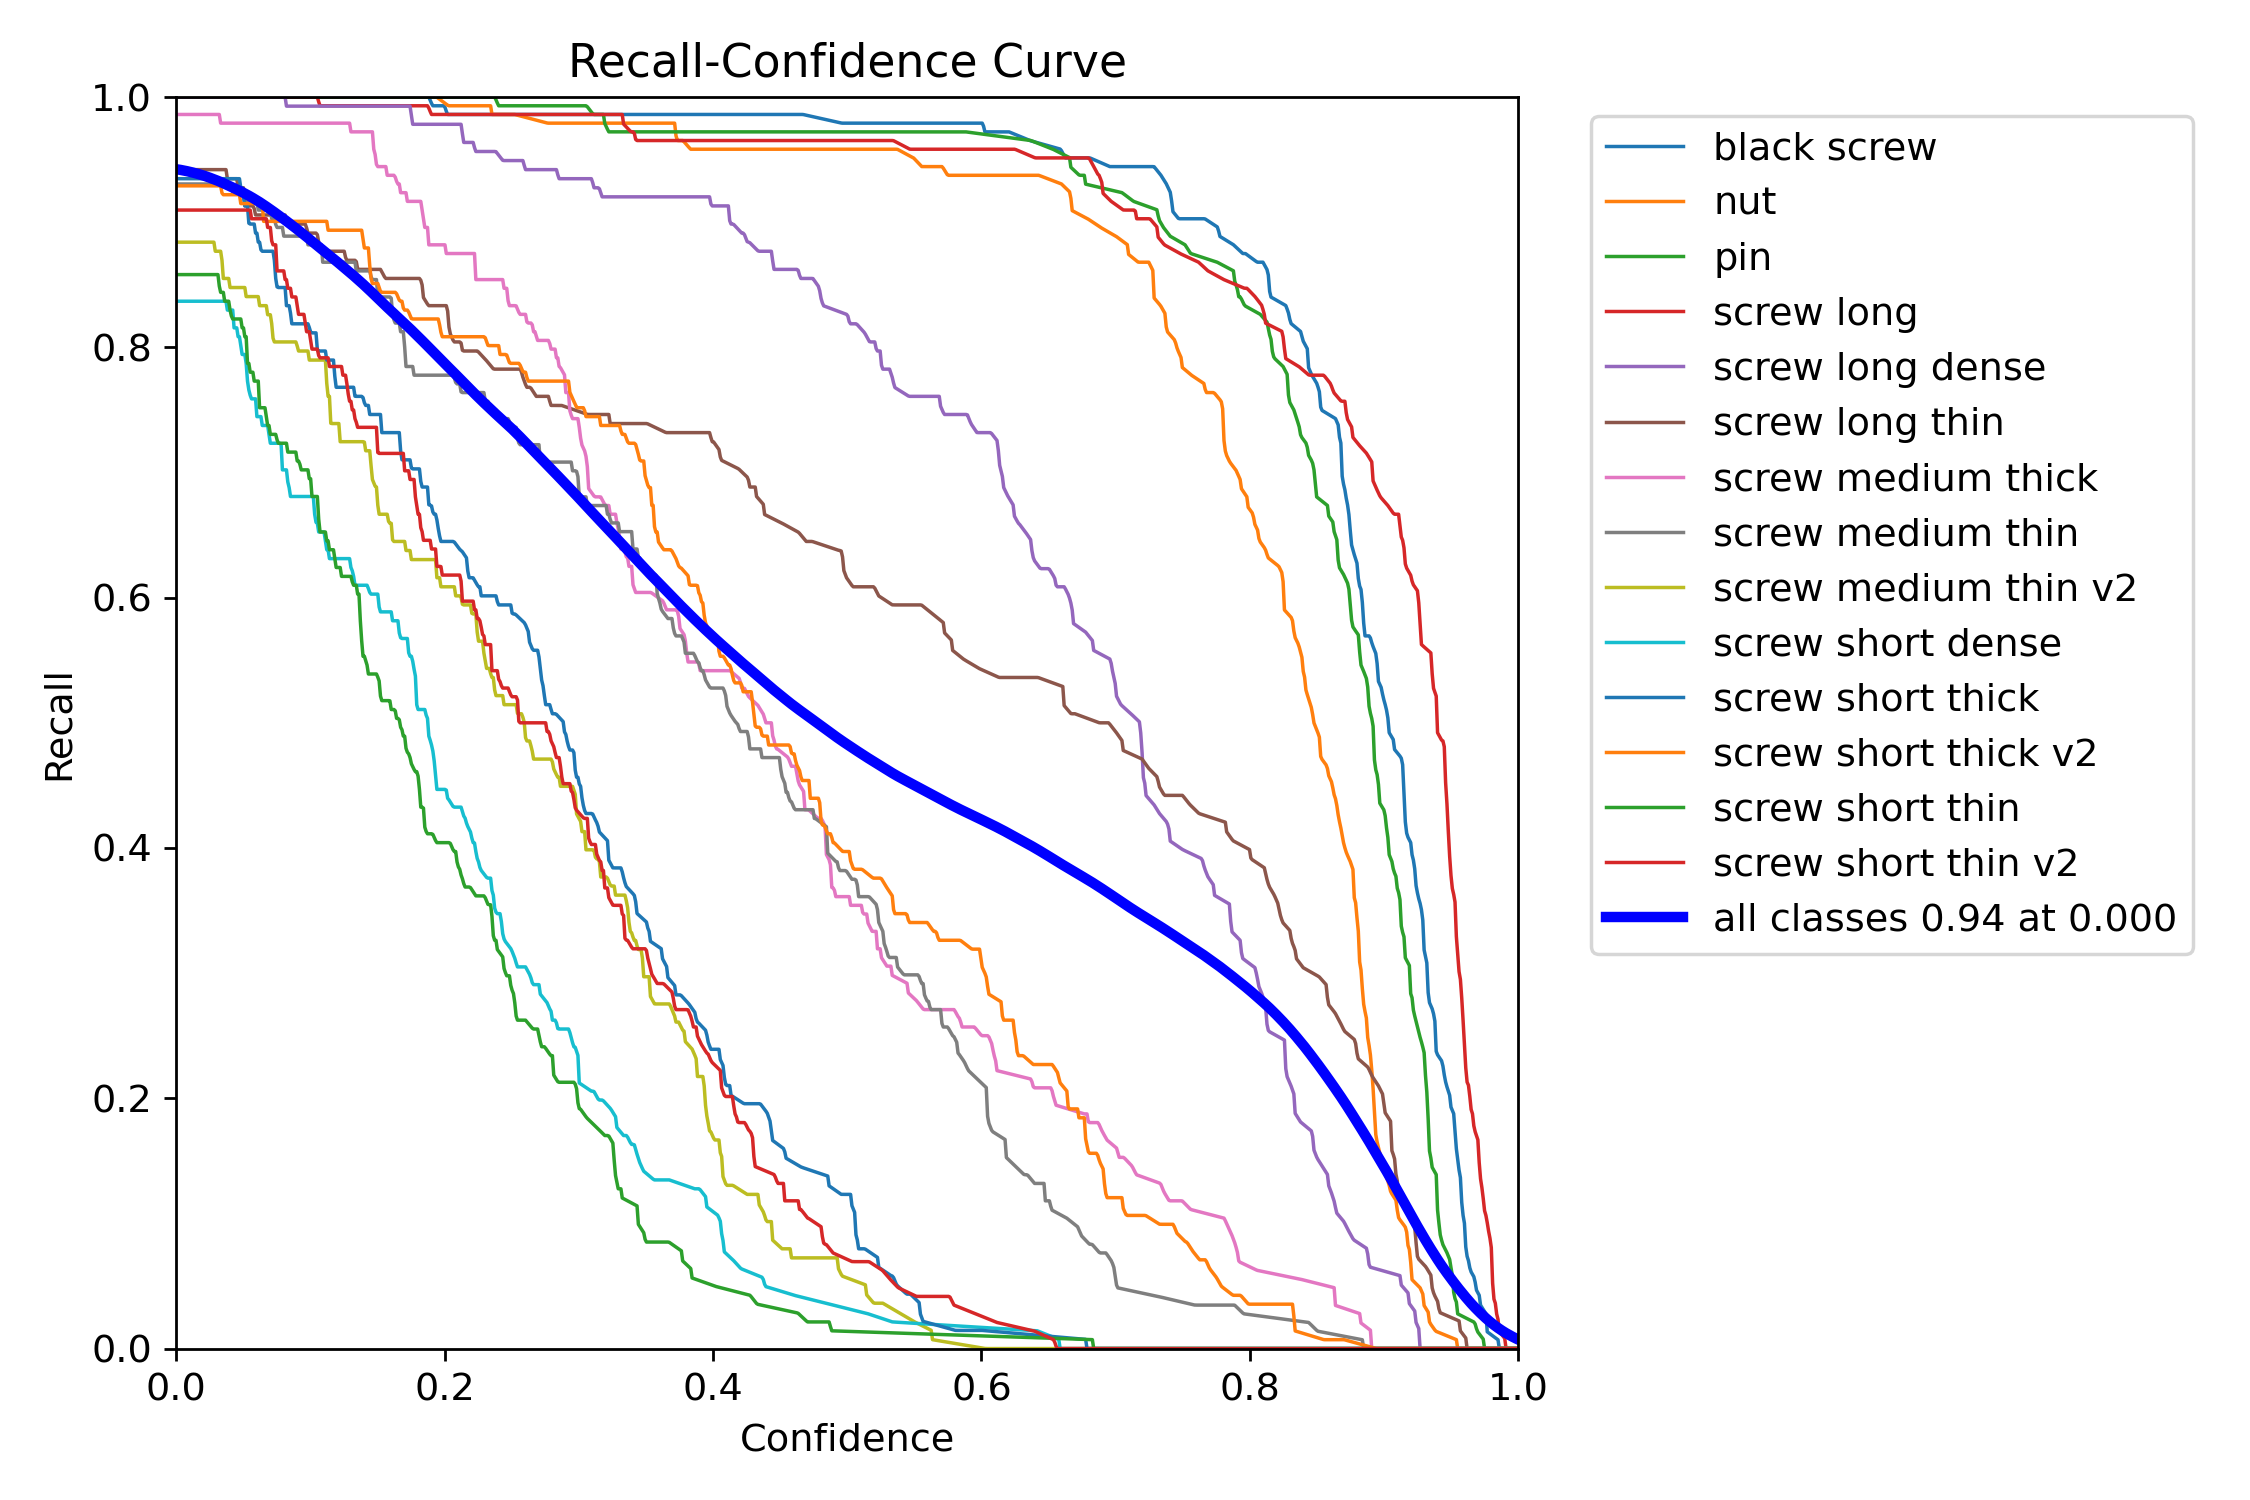 Recall-Confidence Curve
1.0
0.8
0.6
0.4
0.2
0.0
Recall
0.0 0.2 0.4 0.6 0.8 1.0
Confidence
black screw
nut
pin
screw long
screw long dense
screw long thin
screw medium thick
screw medium thin
screw medium thin v2
screw short dense
screw short thick
screw short thick v2
screw short thin
screw short thin v2
all classes 0.94 at 0.000